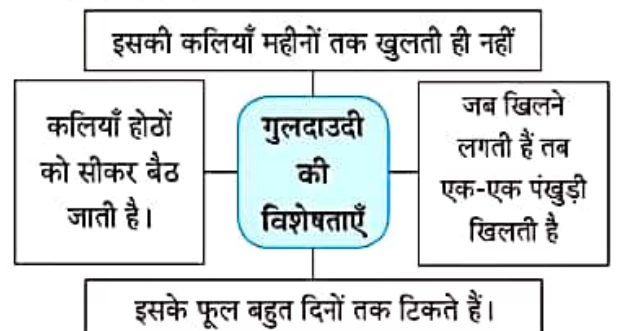 इसकी कलियाँ महीनों तक खुलती ही नहीं
कलियाँ होठों
को सीकर बैठ
जाती है।
गुलदाउदी
की
विशेषताएँ
जब खिलने
लगती हैं तब
एक-एक पंखुड़ी
खिलती है
इसके फूल बहुत दिनों तक टिकते हैं।